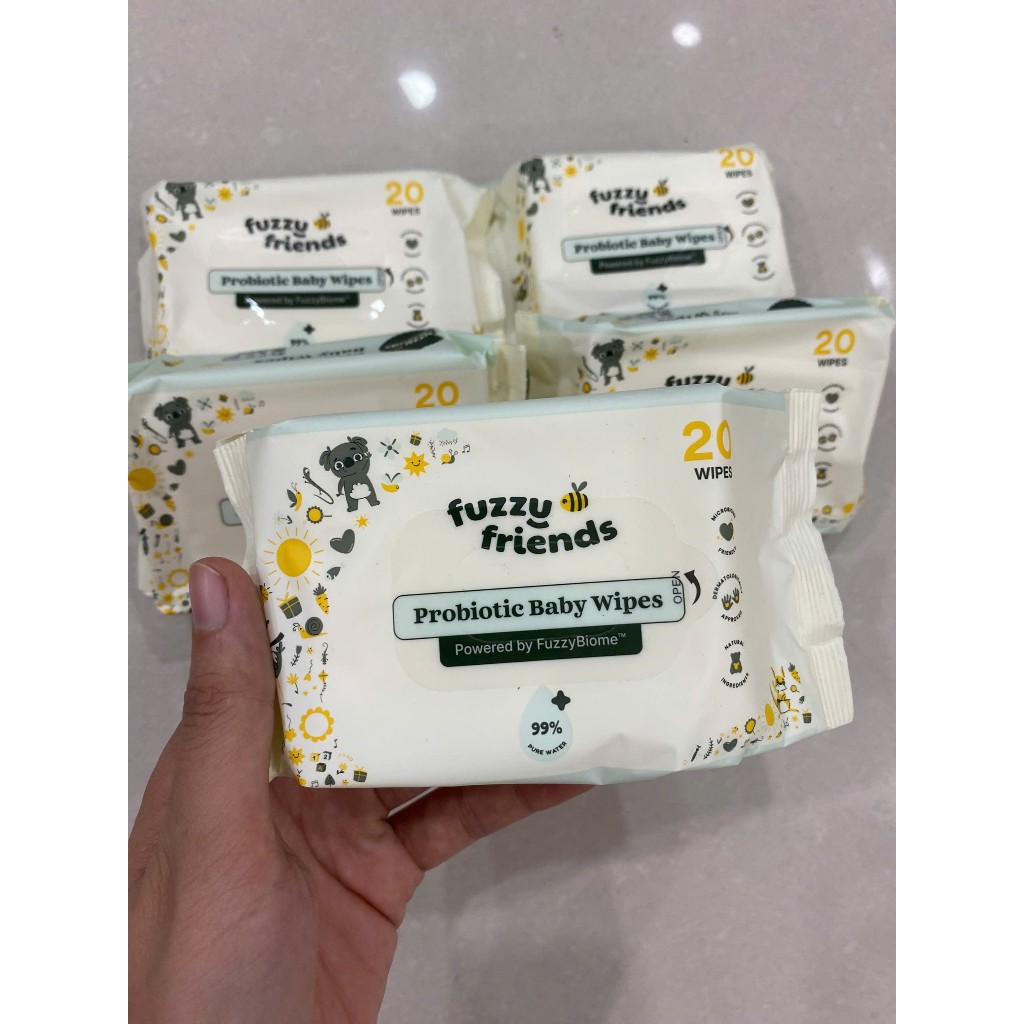 20
WIPES
fuzzy
friends
Probiotic Baby Wipes
Powered by FuzzyBiome™
99%
20
WIPES
fuzzy
friends
Probiotic Baby Wipes
Powered by FuzzyBiome™
99%
20
20
WIPES
fuzzy
20
WIPES
fuzzy
friends
OPEN
Probiotic Baby Wipes
Powered by FuzzyBiome™
99%
PURE WATER
MICROBIOME
FRIENDLY
DERMATOLOGICALLY
APPROVED
NATURAL
INGREDIENTS